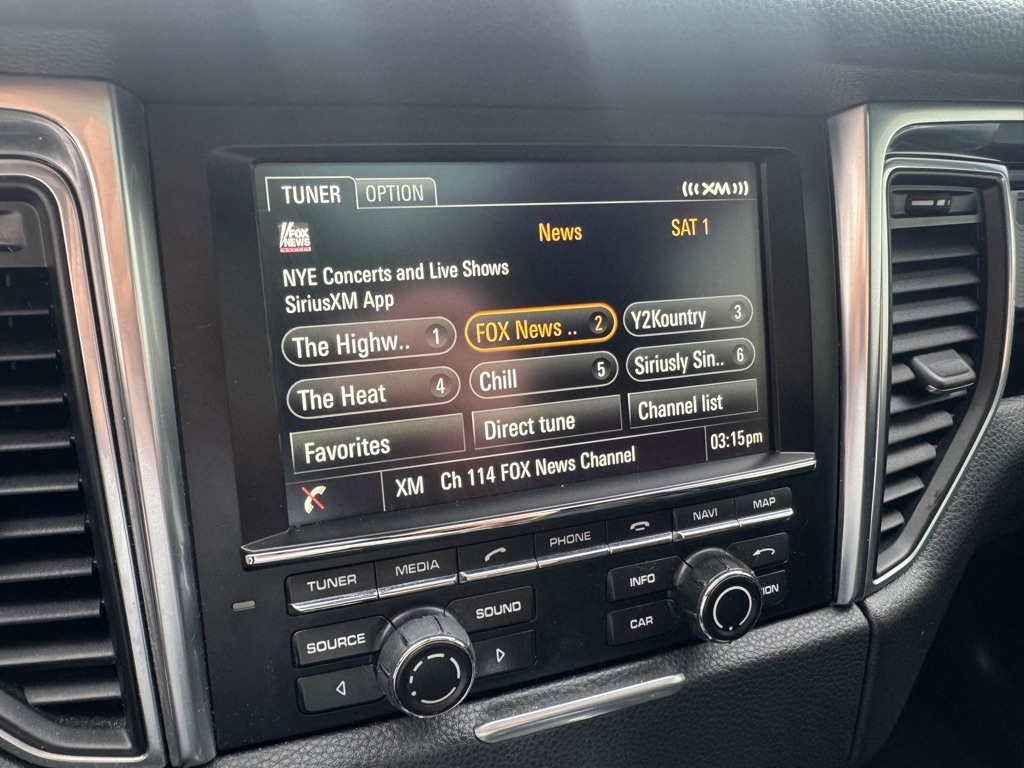 TUNER OPTION XM
FOX NEWS channel News SAT 1
NYE Concerts and Live Shows
SiriusXM App
The Highw.. 1 FOX News .. 2 Y2Kountry 3
The Heat 4 Chill 5 Siriusly Sin.. 6
Favorites Direct tune Channel list
XM Ch 114 FOX News Channel 03:15pm
TUNER MEDIA PHONE NAVI MAP
SOURCE SOUND INFO
CAR